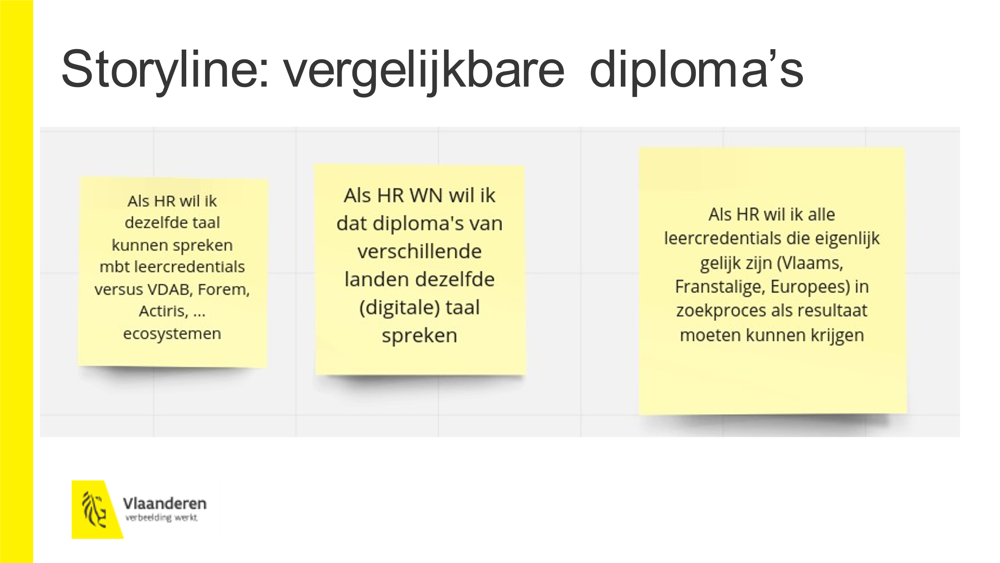 Storyline: vergelijkbare diploma’s
Als HR wil ik
dezelfde taal
kunnen spreken
mbt leercredentials
versus VDAB, Forem,
Actiris, ...
ecosystemen
Als HR WN wil ik
dat diploma's van
verschillende
landen dezelfde
(digitale) taal
spreken
Als HR wil ik alle
leercredentials die eigenlijk
gelijk zijn (Vlaams,
Franstalige, Europees) in
zoekproces als resultaat
moeten kunnen krijgen
Vlaanderen
verbeelding werkt